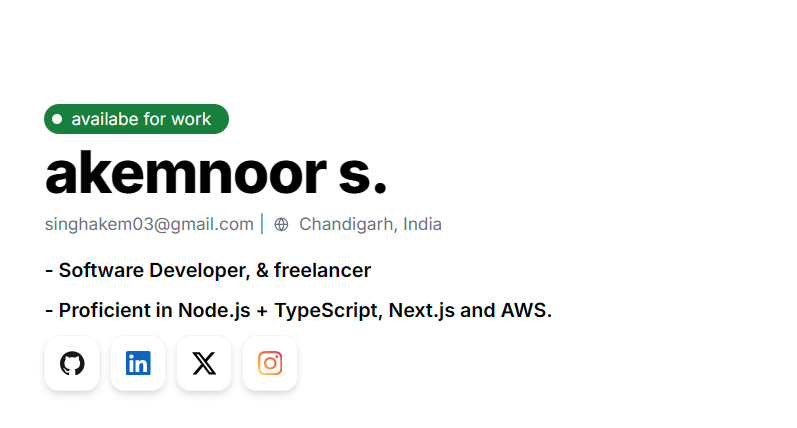 availabe for work
akemnoor s.
singhakem03@gmail.com | Chandigarh, India
- Software Developer, & freelancer
- Proficient in Node.js + TypeScript, Next.js and AWS.
in